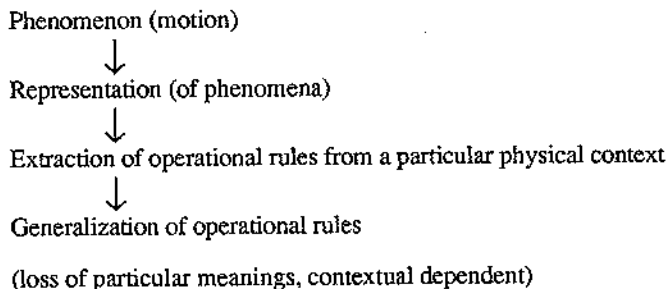 Phenomenon (motion)
Representation (of phenomena)
Extraction of operational rules from a particular physical context
Generalization of operational rules
(loss of particular meanings, contextual dependent)